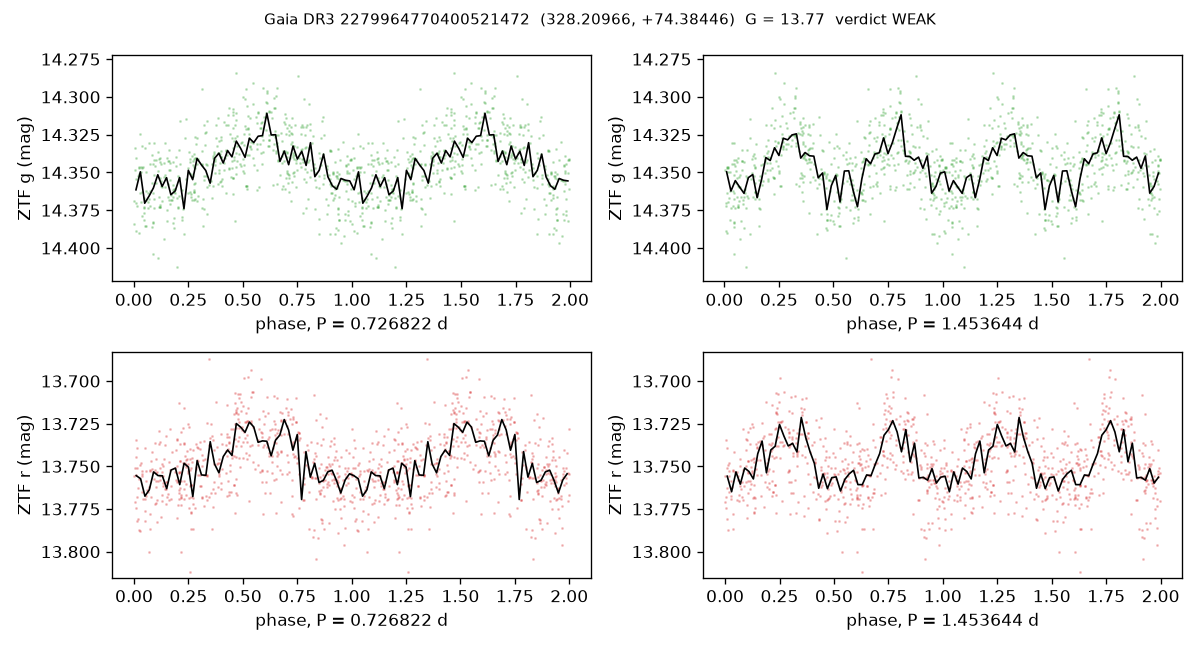 Gaia DR3 2279964770400521472 (328.20966, +74.38446) G = 13.77 verdict WEAK
ZTF g (mag)
14.275
14.300
14.325
14.350
14.375
14.400
0.00 0.25 0.50 0.75 1.00 1.25 1.50 1.75 2.00
phase, P = 0.726822 d
ZTF g (mag)
14.275
14.300
14.325
14.350
14.375
14.400
0.00 0.25 0.50 0.75 1.00 1.25 1.50 1.75 2.00
phase, P = 1.453644 d
ZTF r (mag)
13.700
13.725
13.750
13.775
13.800
0.00 0.25 0.50 0.75 1.00 1.25 1.50 1.75 2.00
phase, P = 0.726822 d
ZTF r (mag)
13.700
13.725
13.750
13.775
13.800
0.00 0.25 0.50 0.75 1.00 1.25 1.50 1.75 2.00
phase, P = 1.453644 d